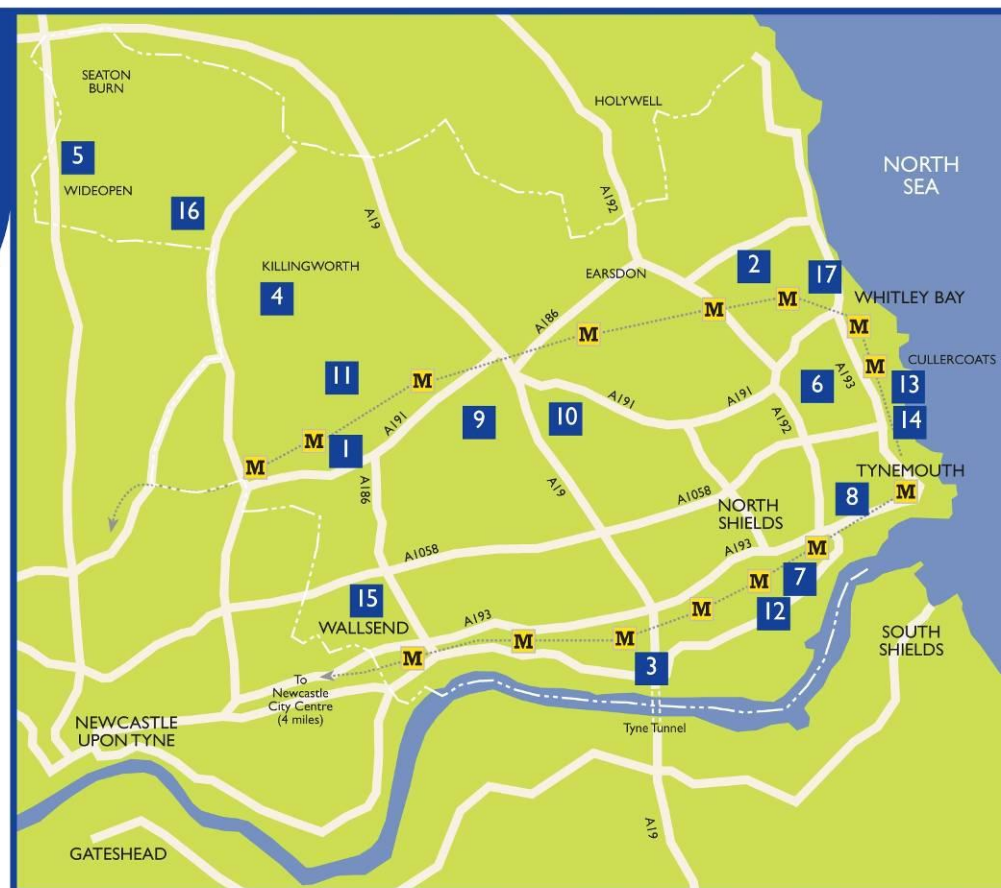 SEATON
BURN
HOLYWELL
5
NORTH
SEA
WIDEOPEN
16
A19
A192
KILLINGWORTH
4
EARSDON
2
17
WHITLEY BAY
M
M
M
M
M
A186
CULLERCOATS
M
11
M
9
10
A191
A191
6
A193
13
14
A192
M
1
A191
M
A186
A19
A1058
NORTH
SHIELDS
8
TYNEMOUTH
M
A1058
A193
M
7
M
12
15
WALLSEND
A193
M
M
M
M
3
SOUTH
SHIELDS
To
Newcastle
City Centre
(4 miles)
NEWCASTLE
UPON TYNE
Tyne Tunnel
A19
GATESHEAD